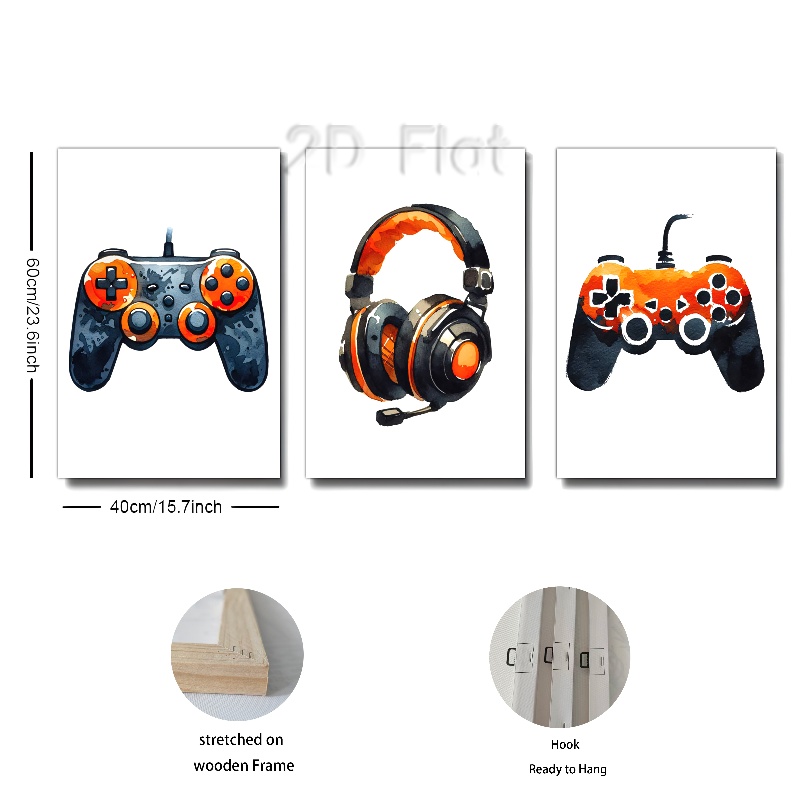 2D Flat
60cm/23.6inch
40cm/15.7inch
stretched on
wooden Frame
Hook
Ready to Hang